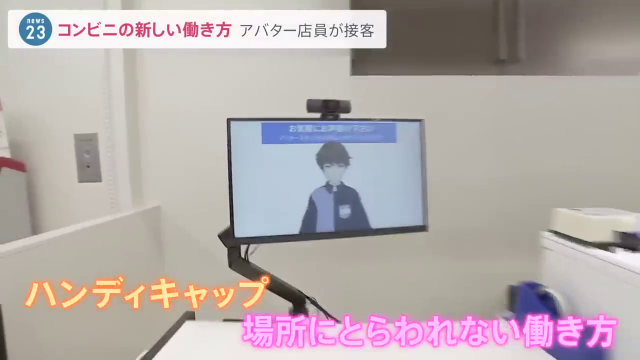 news
23
コンビニの新しい働き方 アバター店員が接客
お気軽にお声掛け下さい
ハンディキャップ
場所にとらわれない働き方